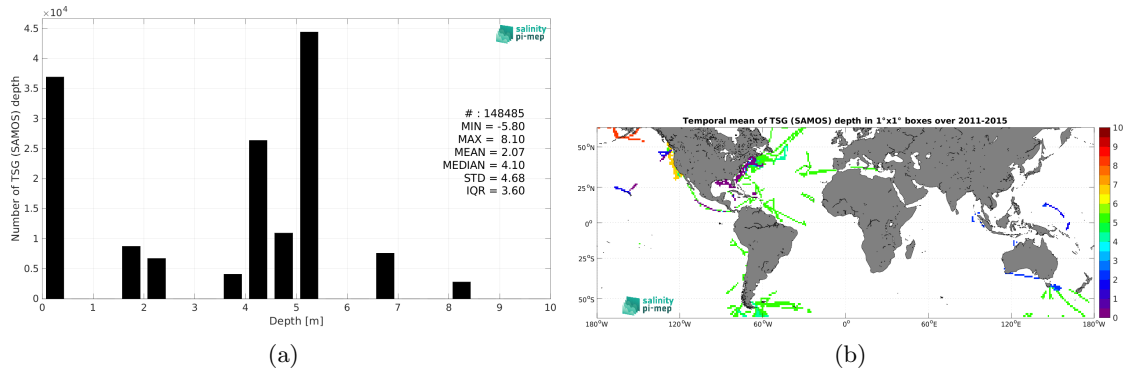 ×10⁴
4.5
4
3.5
3
2.5
2
1.5
1
0.5
0
Number of TSG (SAMOS) depth
salinity
pi-mep
# : 148485
MIN = -5.80
MAX = 8.10
MEAN = 2.07
MEDIAN = 4.10
STD = 4.68
IQR = 3.60
0 1 2 3 4 5 6 7 8 9 10
Depth [m]
(a)
Temporal mean of TSG (SAMOS) depth in 1°x1° boxes over 2011-2015
50°N
25°N
0°
25°S
50°S
salinity
pi-mep
180°W 120°W 60°W 0°E 60°E 120°E 180°W
10
9
8
7
6
5
4
3
2
1
0
(b)